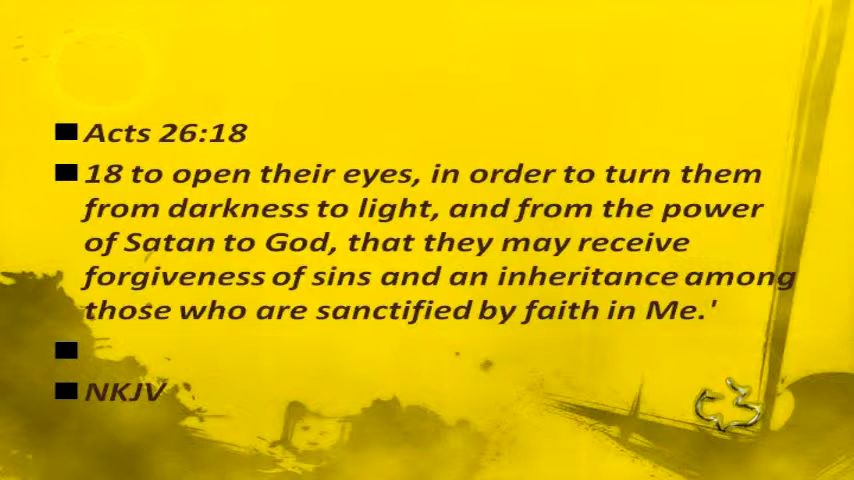 Acts 26:18
18 to open their eyes, in order to turn them
from darkness to light, and from the power
of Satan to God, that they may receive
forgiveness of sins and an inheritance among
those who are sanctified by faith in Me.'
NKJV